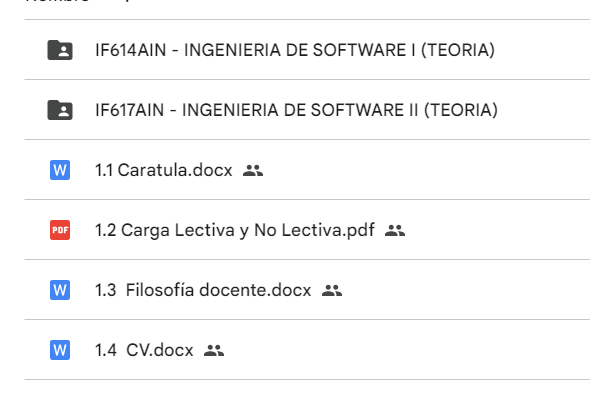 IF614AIN - INGENIERIA DE SOFTWARE I (TEORIA)
IF617AIN - INGENIERIA DE SOFTWARE II (TEORIA)
W 1.1 Caratula.docx
PDF 1.2 Carga Lectiva y No Lectiva.pdf
W 1.3 Filosofía docente.docx
W 1.4 CV.docx